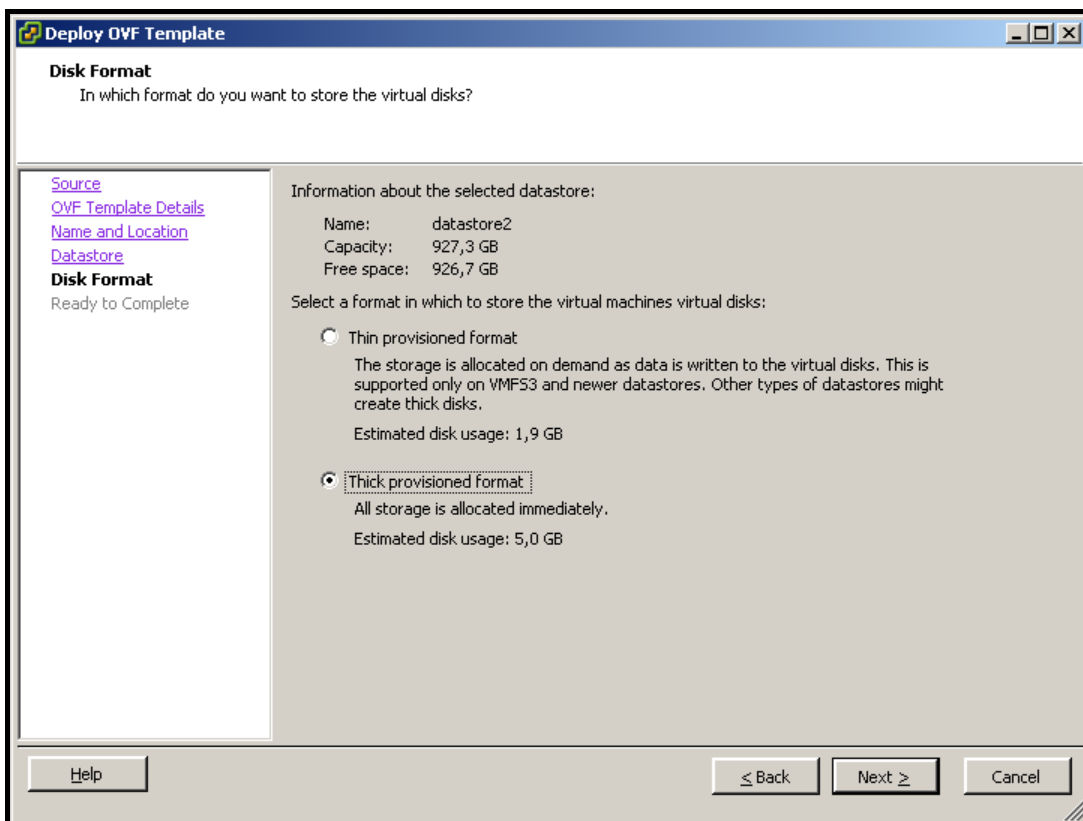 Deploy OVF Template
Disk Format
In which format do you want to store the virtual disks?
Source
OVF Template Details
Name and Location
Datastore
Disk Format
Ready to Complete
Information about the selected datastore:
Name: datastore2
Capacity: 927,3 GB
Free space: 926,7 GB
Select a format in which to store the virtual machines virtual disks:
Thin provisioned format
The storage is allocated on demand as data is written to the virtual disks. This is
supported only on VMFS3 and newer datastores. Other types of datastores might
create thick disks.
Estimated disk usage: 1,9 GB
Thick provisioned format
All storage is allocated immediately.
Estimated disk usage: 5,0 GB
Help
< Back
Next >
Cancel